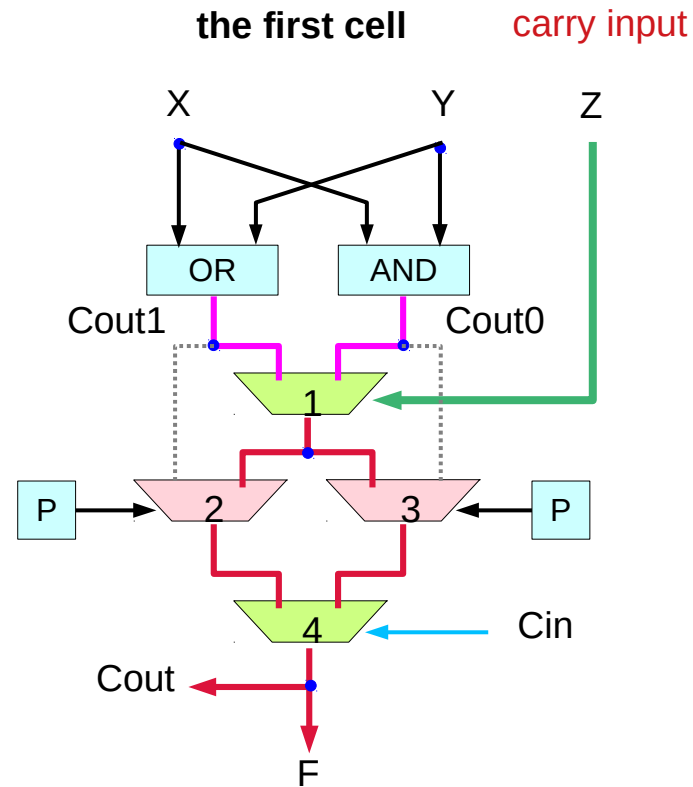 the first cell
carry input
X
Y
Z
OR
AND
Cout1
Cout0
1
P
2
3
P
4
Cin
Cout
F